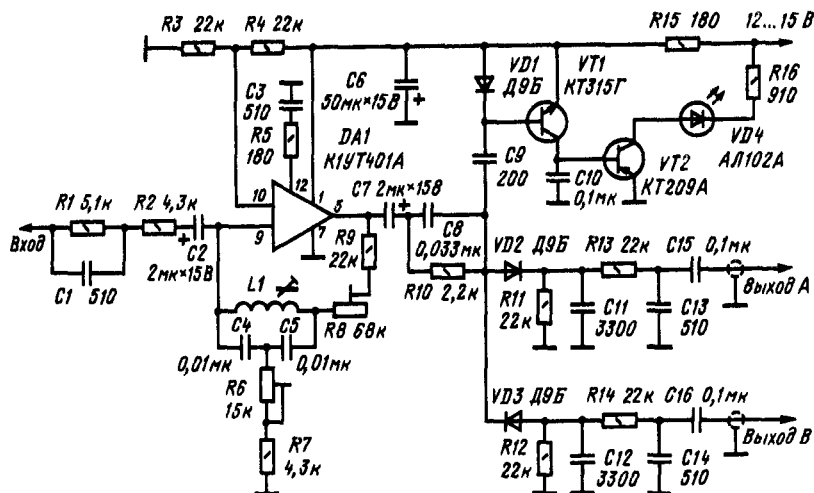 R3 22к
R4 22к
R15 180
12...15 В
VD1
Д9Б
VT1
КТ315Г
R16
910
C3
510
C6
50мк×15В
+
R5
180
DA1
К1УТ401А
VD4
АЛ102А
C9
200
VT2
КТ209А
C10
0,1мк
12
10
1
5
9
7
C7 2мк×15В
+
C8
0,033мк
R1 5,1к
R2 4,3к
Вход
+
C2
2мк×15В
C1 510
R9
22к
R10 2,2к
VD2 Д9Б
R13 22к
C15
0,1мк
Выход А
R11
22к
C11
3300
C13
510
L1
R8 68к
C4
C5
0,01мк
0,01мк
R6
15к
R7
4,3к
VD3 Д9Б
R14 22к
C16
0,1мк
Выход В
R12
22к
C12
3300
C14
510